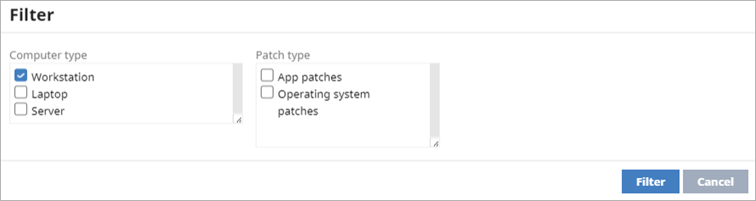 Filter
Computer type
Workstation
Laptop
Server
Patch type
App patches
Operating system
patches
Filter
Cancel